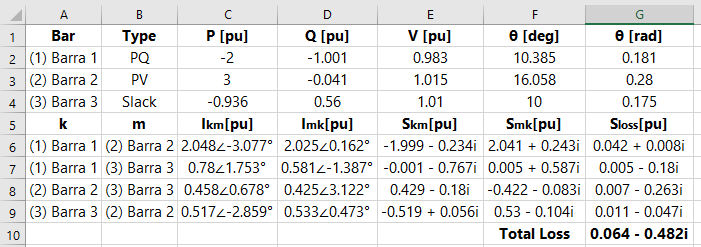 A B C D E F G
1 Bar Type P [pu] Q [pu] V [pu] θ [deg] θ [rad]
2 (1) Barra 1 PQ -2 -1.001 0.983 10.385 0.181
3 (2) Barra 2 PV 3 -0.041 1.015 16.058 0.28
4 (3) Barra 3 Slack -0.936 0.56 1.01 10 0.175
5 k m Ikm[pu] Imk[pu] Skm[pu] Smk[pu] Sloss[pu]
6 (1) Barra 1 (2) Barra 2 2.048∠-3.077° 2.025∠0.162° -1.999 - 0.234i 2.041 + 0.243i 0.042 + 0.008i
7 (1) Barra 1 (3) Barra 3 0.78∠1.753° 0.581∠-1.387° -0.001 - 0.767i 0.005 + 0.587i 0.005 - 0.18i
8 (2) Barra 2 (3) Barra 3 0.458∠0.678° 0.425∠3.122° 0.429 - 0.18i -0.422 - 0.083i 0.007 - 0.263i
9 (3) Barra 3 (2) Barra 2 0.517∠-2.859° 0.533∠0.473° -0.519 + 0.056i 0.53 - 0.104i 0.011 - 0.047i
10 Total Loss 0.064 - 0.482i